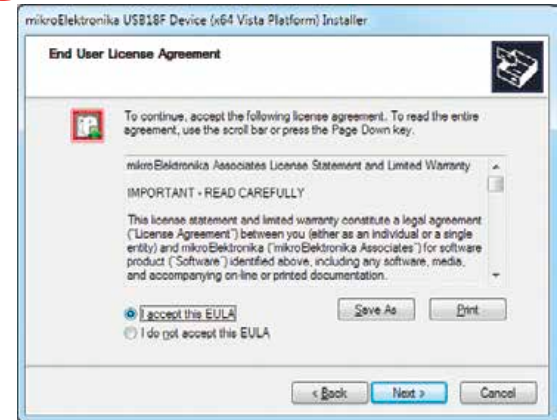 mikroElektronika USB18F Device (x64 Vista Platform) Installer
End User License Agreement
To continue, accept the following license agreement. To read the entire
agreement, use the scroll bar or press the Page Down key.
mikroElektronika Associates License Statement and Limited Warranty
IMPORTANT - READ CAREFULLY
This license statement and limited warranty constitute a legal agreement
("License Agreement") between you (either as an individual or a single
entity) and mikroElektronika ("mikroElektronika Associates") for software
product ("Software") identified above, including any software, media,
and accompanying on-line or printed documentation.
I accept this EULA
Save As
Print
I do not accept this EULA
< Back
Next >
Cancel